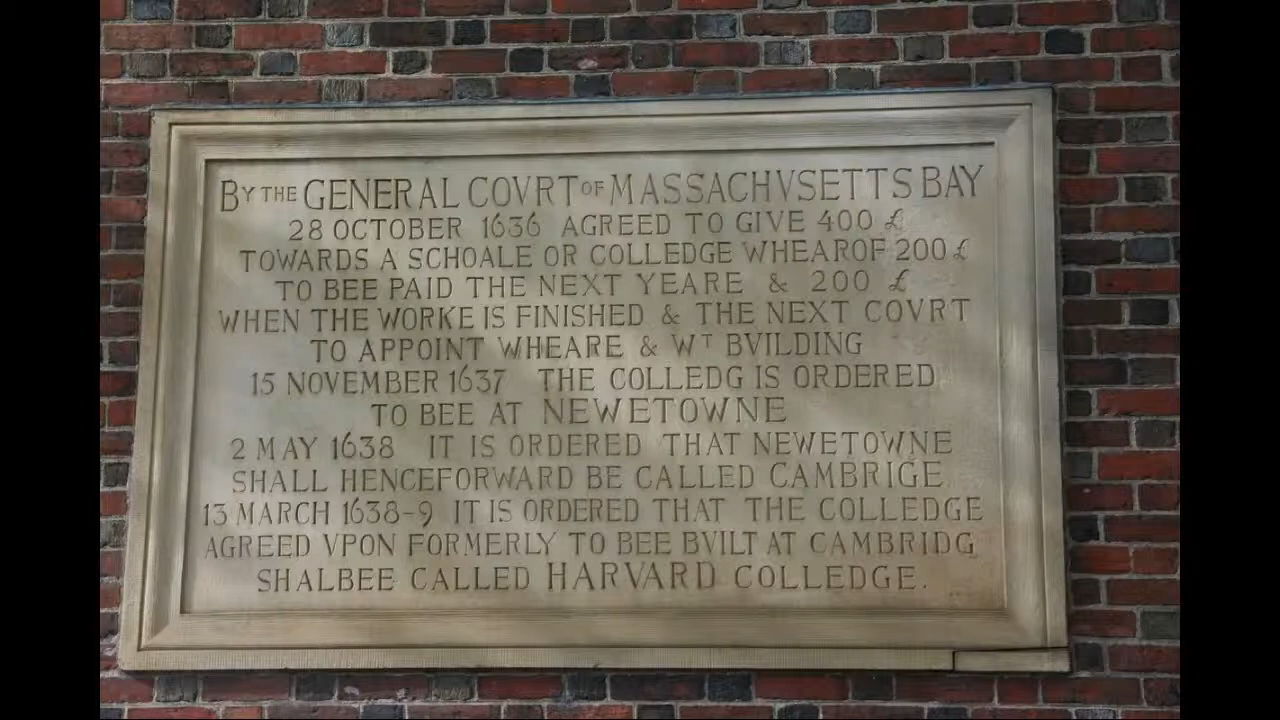 BY THE GENERAL COVRT OF MASSACHVSETTS BAY
28 OCTOBER 1636 AGREED TO GIVE 400 £
TOWARDS A SCHOALE OR COLLEDGE WHEAROF 200 £
TO BEE PAID THE NEXT YEARE & 200 £
WHEN THE WORKE IS FINISHED & THE NEXT COVRT
TO APPOINT WHEARE & WT BVILDING
15 NOVEMBER 1637 THE COLLEDG IS ORDERED
TO BEE AT NEWETOWNE
2 MAY 1638 IT IS ORDERED THAT NEWETOWNE
SHALL HENCEFORWARD BE CALLED CAMBRIGE
13 MARCH 1638-9 IT IS ORDERED THAT THE COLLEDGE
AGREED VPON FORMERLY TO BEE BVILT AT CAMBRIDG
SHALBEE CALLED HARVARD COLLEDGE.